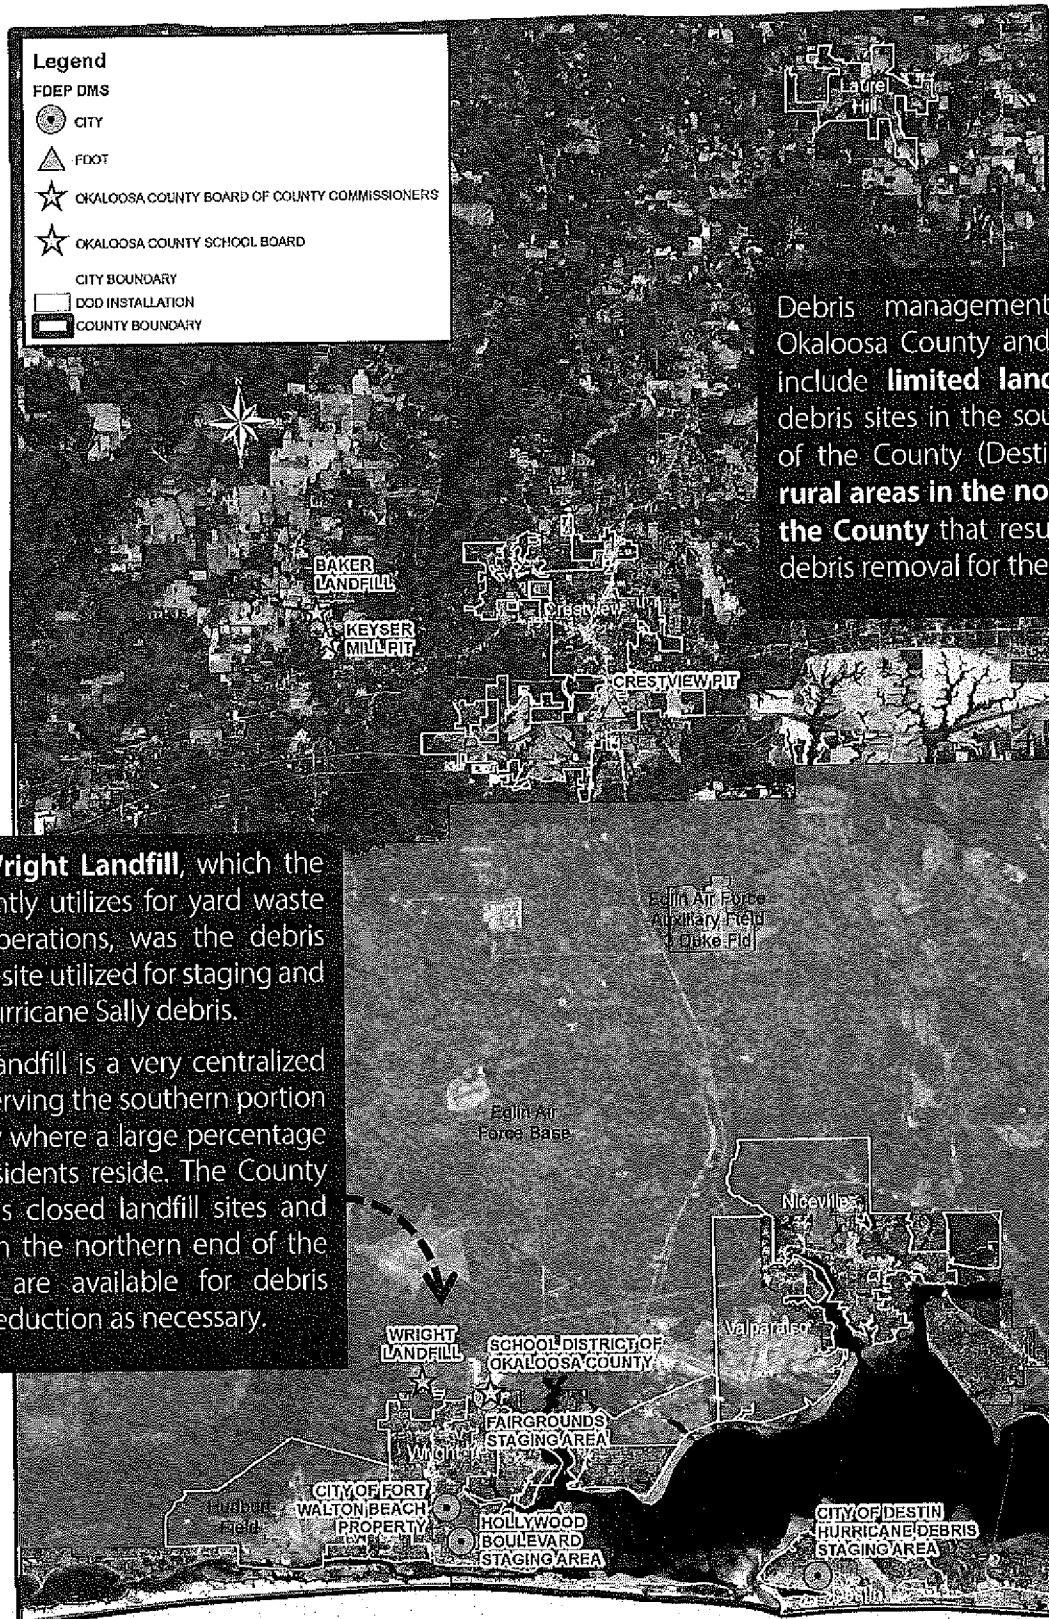 Legend
FDEP DMS
CITY
FDOT
OKALOOSA COUNTY BOARD OF COUNTY COMMISSIONERS
OKALOOSA COUNTY SCHOOL BOARD
CITY BOUNDARY
DOD INSTALLATION
COUNTY BOUNDARY
Laurel
Hill
Debris management
Okaloosa County and
include limited land
debris sites in the sou
of the County (Desti
rural areas in the no
the County that resu
debris removal for the
BAKER
LANDFILL
KEYSER
MILL PIT
Crestview
CRESTVIEW PIT
Wright Landfill, which the
ntly utilizes for yard waste
perations, was the debris
site utilized for staging and
urricane Sally debris.
andfill is a very centralized
erving the southern portion
y where a large percentage
sidents reside. The County
s closed landfill sites and
n the northern end of the
are available for debris
eduction as necessary.
Eglin Air Force
Auxiliary Field
Duke Fld
Eglin Air
Force Base
Niceville
Valparaiso
WRIGHT
LANDFILL
SCHOOL DISTRICT OF
OKALOOSA COUNTY
FAIRGROUNDS
STAGING AREA
Wright
Hurlburt
Field
CITY OF FORT
WALTON BEACH
PROPERTY
HOLLYWOOD
BOULEVARD
STAGING AREA
CITY OF DESTIN
HURRICANE DEBRIS
STAGING AREA
Destin